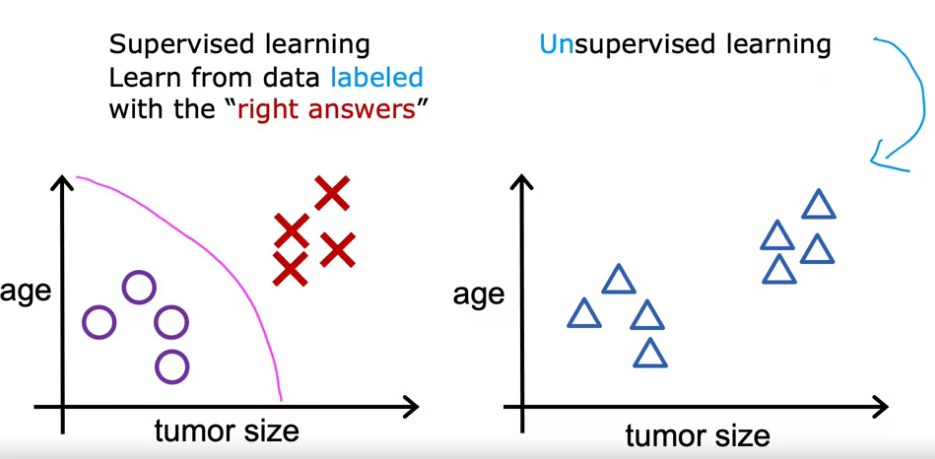 Supervised learning
Learn from data labeled
with the “right answers”
age
tumor size
Unsupervised learning
age
tumor size